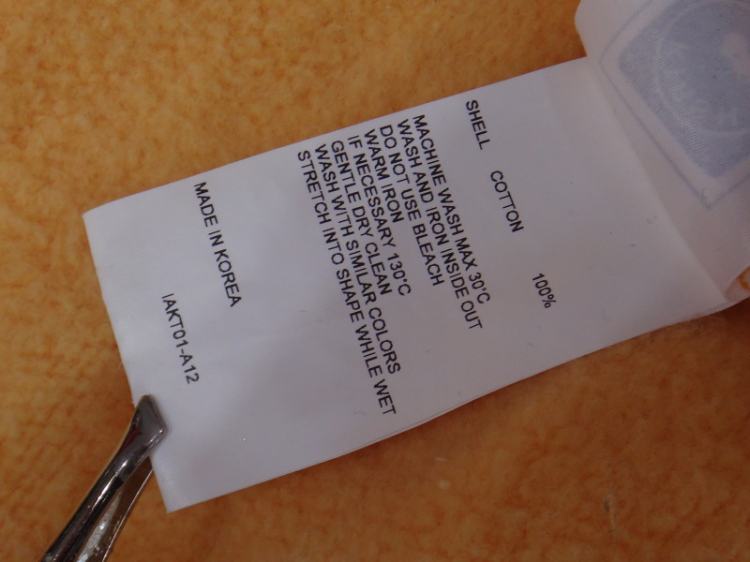 SHELL COTTON 100%
MACHINE WASH MAX 30°C
WASH AND IRON INSIDE OUT
DO NOT USE BLEACH
WARM IRON
IF NECESSARY 130°C
GENTLE DRY CLEAN
WASH WITH SIMILAR COLORS
STRETCH INTO SHAPE WHILE WET
MADE IN KOREA
IAKT01-A12